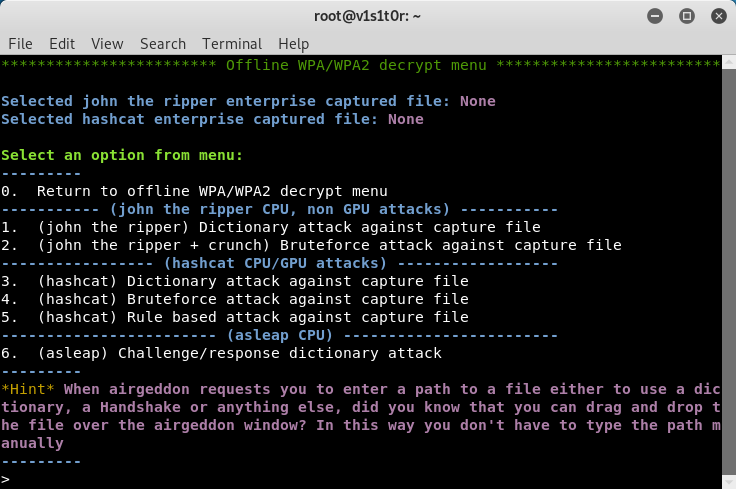 root@v1s1t0r: ~
File Edit View Search Terminal Help
************************ Offline WPA/WPA2 decrypt menu *************************
Selected john the ripper enterprise captured file: None
Selected hashcat enterprise captured file: None
Select an option from menu:
---------
0.  Return to offline WPA/WPA2 decrypt menu
----------- (john the ripper CPU, non GPU attacks) -----------
1.  (john the ripper) Dictionary attack against capture file
2.  (john the ripper + crunch) Bruteforce attack against capture file
----------------- (hashcat CPU/GPU attacks) ------------------
3.  (hashcat) Dictionary attack against capture file
4.  (hashcat) Bruteforce attack against capture file
5.  (hashcat) Rule based attack against capture file
------------------------ (asleap CPU) ------------------------
6.  (asleap) Challenge/response dictionary attack
---------
*Hint* When airgeddon requests you to enter a path to a file either to use a dic
tionary, a Handshake or anything else, did you know that you can drag and drop t
he file over the airgeddon window? In this way you don't have to type the path m
anually
---------
>